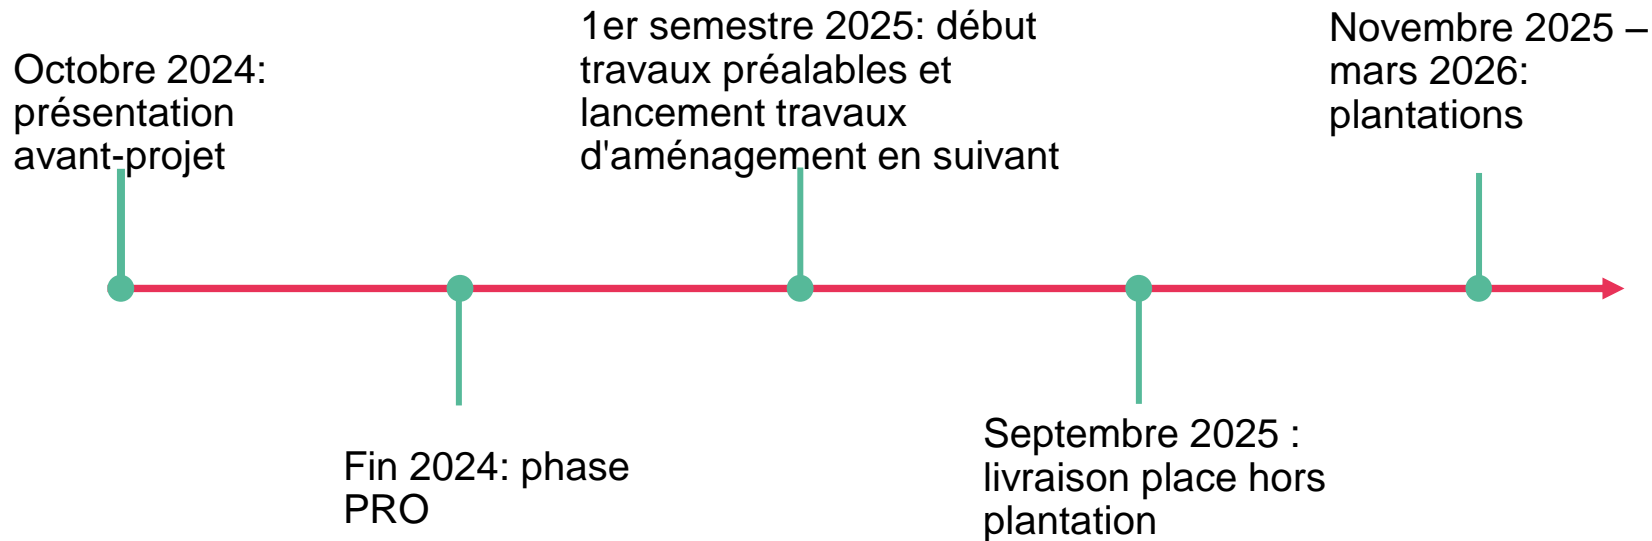 Octobre 2024:
présentation
avant-projet
Fin 2024: phase
PRO
1er semestre 2025: début
travaux préalables et
lancement travaux
d'aménagement en suivant
Septembre 2025 :
livraison place hors
plantation
Novembre 2025 –
mars 2026:
plantations